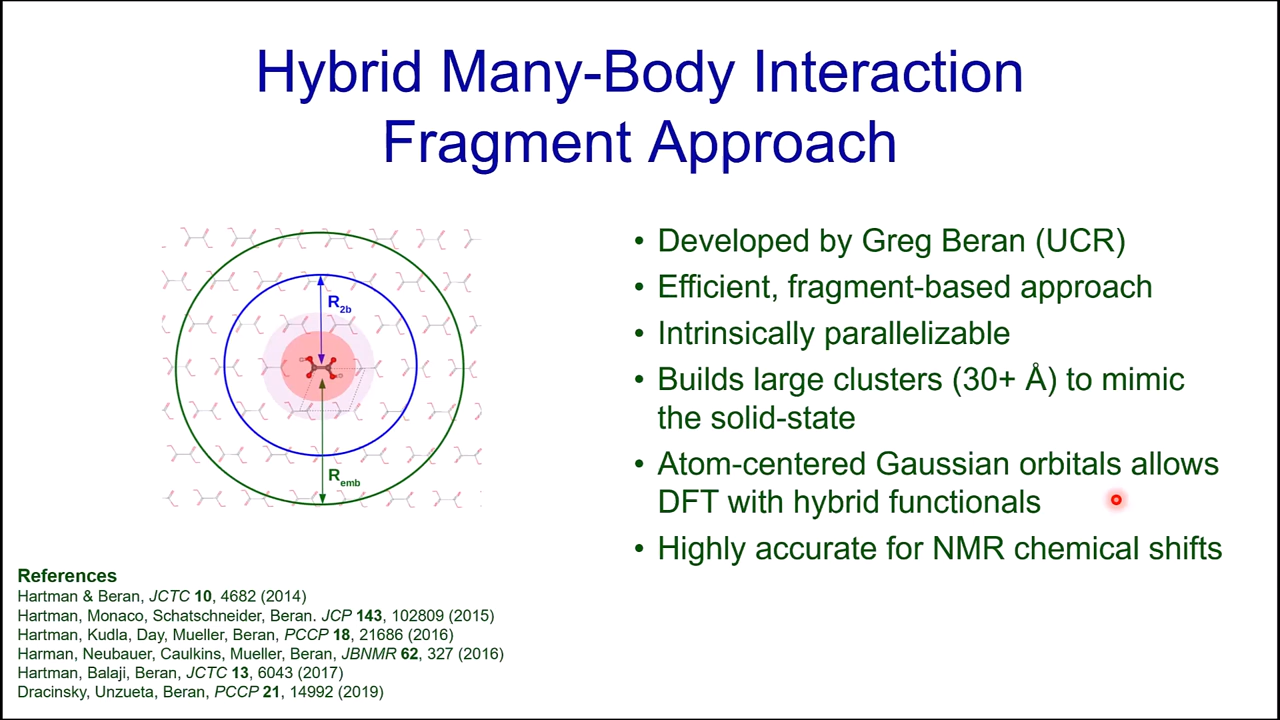 Hybrid Many-Body Interaction
Fragment Approach
R2b
Remb
• Developed by Greg Beran (UCR)
• Efficient, fragment-based approach
• Intrinsically parallelizable
• Builds large clusters (30+ Å) to mimic
the solid-state
• Atom-centered Gaussian orbitals allows
DFT with hybrid functionals
• Highly accurate for NMR chemical shifts
References
Hartman & Beran, JCTC 10, 4682 (2014)
Hartman, Monaco, Schatschneider, Beran. JCP 143, 102809 (2015)
Hartman, Kudla, Day, Mueller, Beran, PCCP 18, 21686 (2016)
Harman, Neubauer, Caulkins, Mueller, Beran, JBNMR 62, 327 (2016)
Hartman, Balaji, Beran, JCTC 13, 6043 (2017)
Dracinsky, Unzueta, Beran, PCCP 21, 14992 (2019)